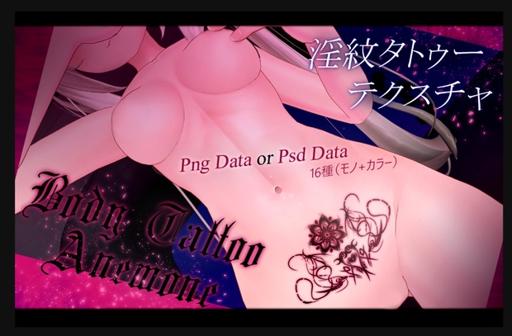 淫紋タトゥー
テクスチャ
Png Data or Psd Data
16種(モノ+カラー)
Body Tattoo
Anemone